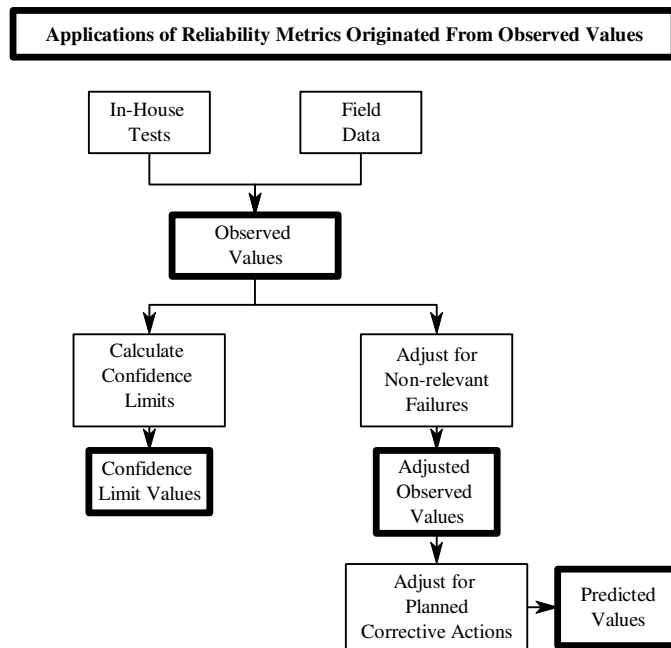 Applications of Reliability Metrics Originated From Observed Values
In-House
Tests
Field
Data
Observed
Values
Calculate
Confidence
Limits
Adjust for
Non-relevant
Failures
Confidence
Limit Values
Adjusted
Observed
Values
Adjust for
Planned
Corrective Actions
Predicted
Values